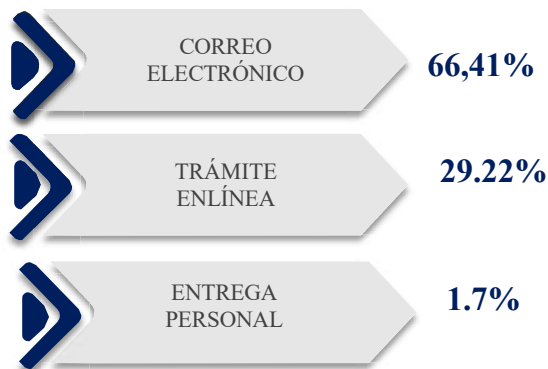 CORREO
ELECTRÓNICO
66,41%
TRÁMITE
ENLÍNEA
29.22%
ENTREGA
PERSONAL
1.7%